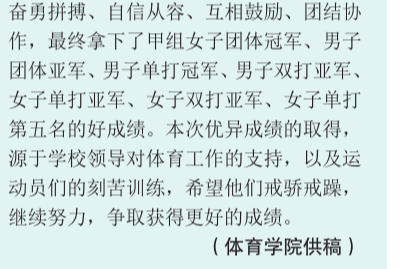 奋勇拼搏、自信从容、互相鼓励、团结协
作，最终拿下了甲组女子团体冠军、男子
团体亚军、男子单打冠军、男子双打亚军、
女子单打亚军、女子双打亚军、女子单打
第五名的好成绩。本次优异成绩的取得，
源于学校领导对体育工作的支持，以及运
动员们的刻苦训练，希望他们戒骄戒躁，
继续努力，争取获得更好的成绩。
（体育学院供稿）